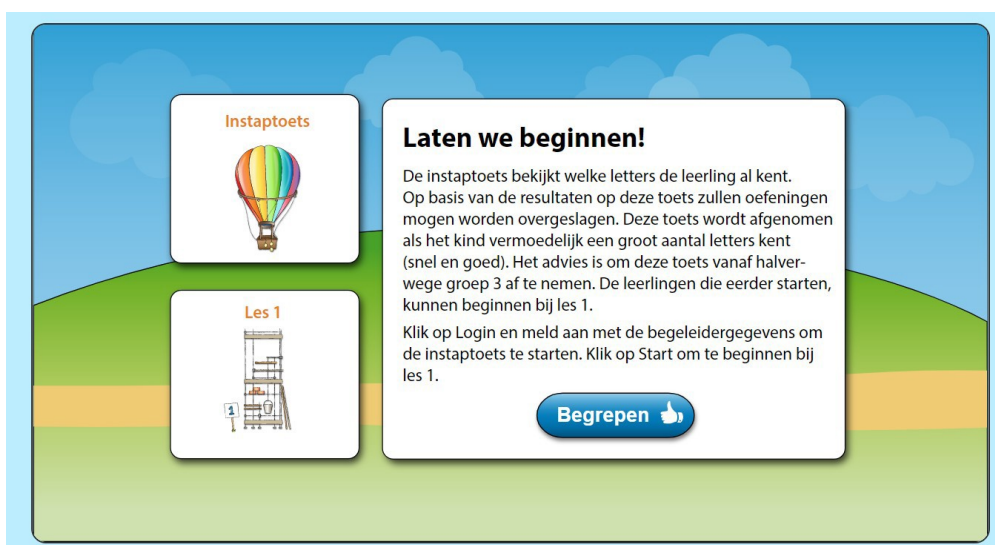 Instaptoets
Laten we beginnen!
De instaptoets bekijkt welke letters de leerling al kent.
Op basis van de resultaten op deze toets zullen oefeningen
mogen worden overgeslagen. Deze toets wordt afgenomen
als het kind vermoedelijk een groot aantal letters kent
(snel en goed). Het advies is om deze toets vanaf halver-
wege groep 3 af te nemen. De leerlingen die eerder starten,
kunnen beginnen bij les 1.
Klik op Login en meld aan met de begeleidergegevens om
de instaptoets te starten. Klik op Start om te beginnen bij
les 1.
Begrepen
Les 1
1